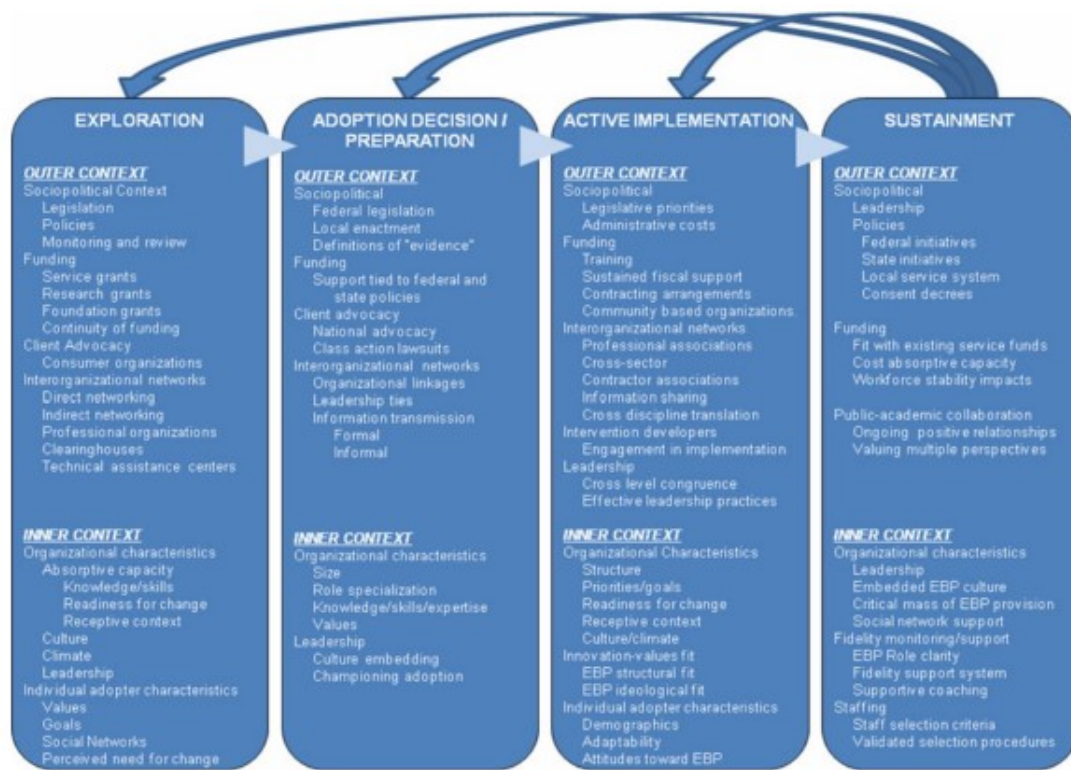 EXPLORATION
OUTER CONTEXT
Sociopolitical Context
Legislation
Policies
Monitoring and review
Funding
Service grants
Research grants
Foundation grants
Continuity of funding
Client Advocacy
Consumer organizations
Interorganizational networks
Direct networking
Indirect networking
Professional organizations
Clearinghouses
Technical assistance centers
INNER CONTEXT
Organizational characteristics
Absorptive capacity
Knowledge/skills
Readiness for change
Receptive context
Culture
Climate
Leadership
Individual adopter characteristics
Values
Goals
Social Networks
Perceived need for change
ADOPTION DECISION /
PREPARATION
OUTER CONTEXT
Sociopolitical
Federal legislation
Local enactment
Definitions of "evidence"
Funding
Support tied to federal and
state policies
Client advocacy
National advocacy
Class action lawsuits
Interorganizational networks
Organizational linkages
Leadership ties
Information transmission
Formal
Informal
INNER CONTEXT
Organizational characteristics
Size
Role specialization
Knowledge/skills/expertise
Values
Leadership
Culture embedding
Championing adoption
ACTIVE IMPLEMENTATION
OUTER CONTEXT
Sociopolitical
Legislative priorities
Administrative costs
Funding
Training
Sustained fiscal support
Contracting arrangements
Community based organizations
Interorganizational networks
Professional associations
Cross-sector
Contractor associations
Information sharing
Cross discipline translation
Intervention developers
Engagement in implementation
Leadership
Cross level congruence
Effective leadership practices
INNER CONTEXT
Organizational Characteristics
Structure
Priorities/goals
Readiness for change
Receptive context
Culture/climate
Innovation-values fit
EBP structural fit
EBP ideological fit
Individual adopter characteristics
Demographics
Adaptability
Attitudes toward EBP
SUSTAINMENT
OUTER CONTEXT
Sociopolitical
Leadership
Policies
Federal initiatives
State initiatives
Local service system
Consent decrees
Funding
Fit with existing service funds
Cost absorptive capacity
Workforce stability impacts
Public-academic collaboration
Ongoing positive relationships
Valuing multiple perspectives
INNER CONTEXT
Organizational characteristics
Leadership
Embedded EBP culture
Critical mass of EBP provision
Social network support
Fidelity monitoring/support
EBP Role clarity
Fidelity support system
Supportive coaching
Staffing
Staff selection criteria
Validated selection procedures